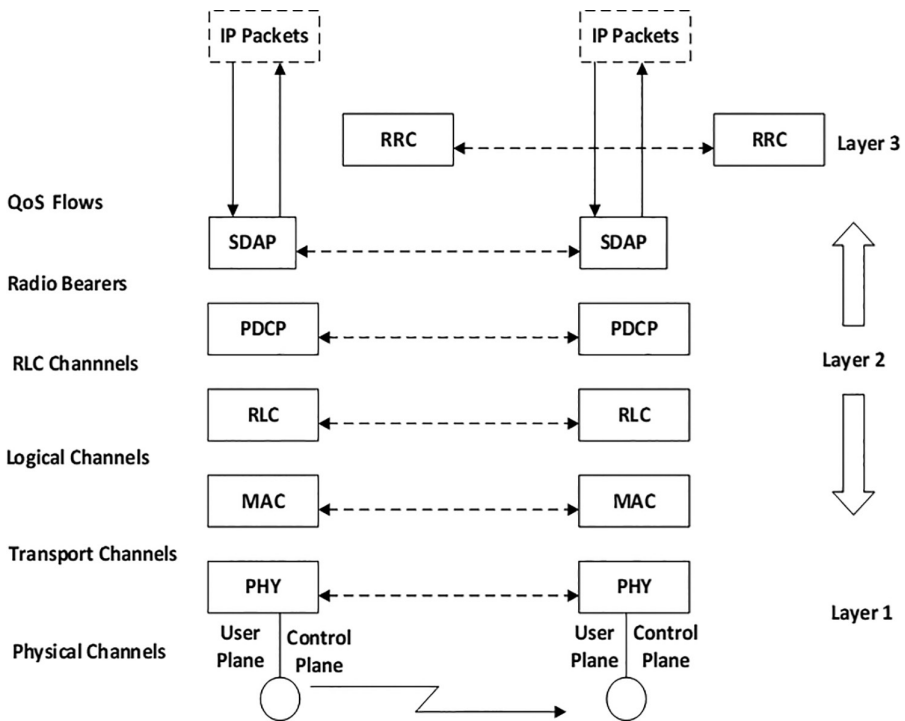 IP Packets
IP Packets
RRC
RRC
Layer 3
QoS Flows
SDAP
SDAP
Radio Bearers
PDCP
PDCP
RLC Channnels
Layer 2
RLC
RLC
Logical Channels
MAC
MAC
Transport Channels
PHY
PHY
Layer 1
User
Plane
Control
Plane
User
Plane
Control
Plane
Physical Channels